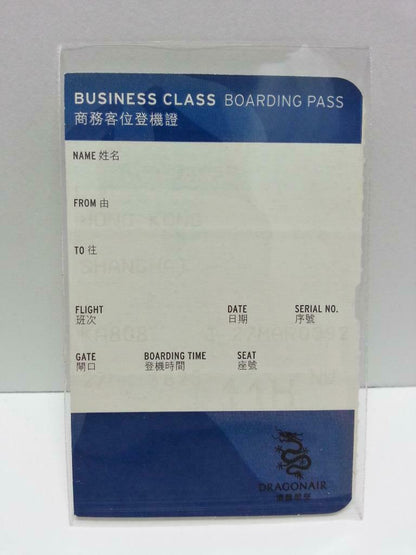 BUSINESS CLASS BOARDING PASS
商務客位登機證
NAME 姓名
FROM 由
HONG KONG
TO 往
SHANGHAI
FLIGHT DATE SERIAL NO.
班次 日期 序號
KA808
GATE BOARDING TIME SEAT
閘口 登機時間 座號
DRAGONAIR
港龍航空